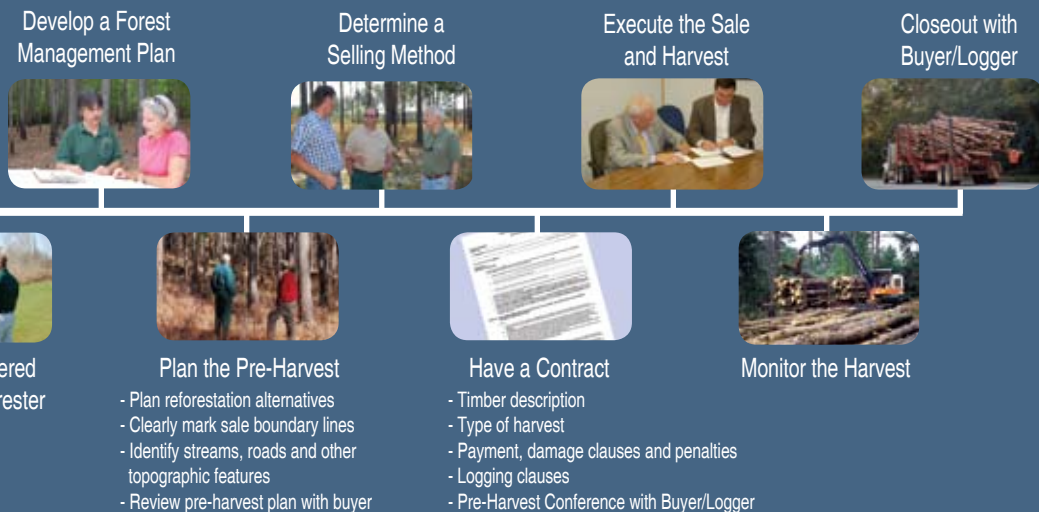 Develop a Forest
Management Plan
Determine a
Selling Method
Execute the Sale
and Harvest
Closeout with
Buyer/Logger
Plan the Pre-Harvest
- Plan reforestation alternatives
- Clearly mark sale boundary lines
- Identify streams, roads and other
topographic features
- Review pre-harvest plan with buyer
Have a Contract
- Timber description
- Type of harvest
- Payment, damage clauses and penalties
- Logging clauses
- Pre-Harvest Conference with Buyer/Logger
Monitor the Harvest